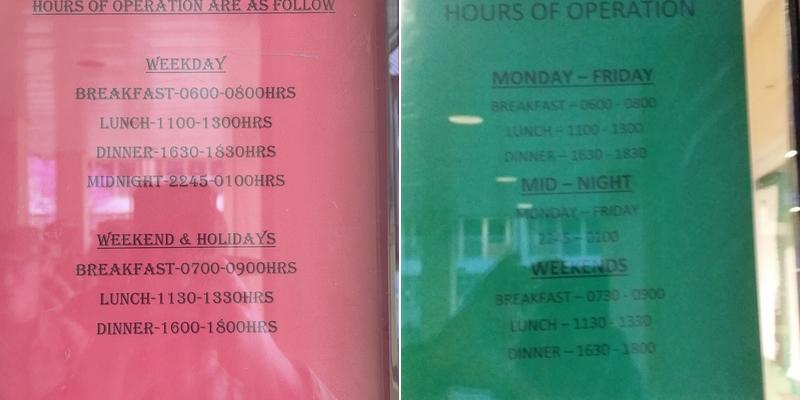 HOURS OF OPERATION ARE AS FOLLOW
WEEKDAY
BREAKFAST-0600-0800HRS
LUNCH-1100-1300HRS
DINNER-1630-1830HRS
MIDNIGHT-2245-0100HRS
WEEKEND & HOLIDAYS
BREAKFAST-0700-0900HRS
LUNCH-1130-1330HRS
DINNER-1600-1800HRS
HOURS OF OPERATION
MONDAY – FRIDAY
BREAKFAST – 0600 - 0800
LUNCH – 1100 - 1300
DINNER – 1630 - 1830
MID – NIGHT
MONDAY – FRIDAY
2245 – 0100
WEEKENDS
BREAKFAST – 0730 - 0900
LUNCH – 1130 - 1330
DINNER – 1630 - 1800